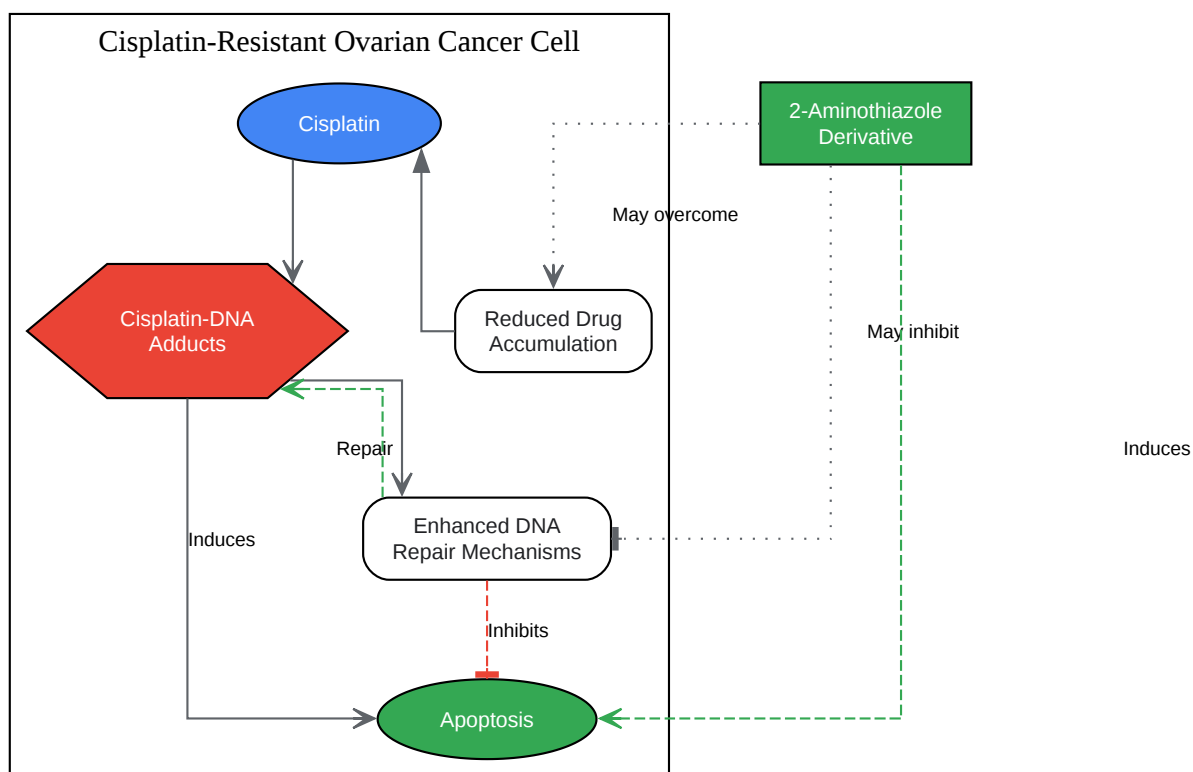 Cisplatin-Resistant Ovarian Cancer Cell
Cisplatin
2-Aminothiazole
Derivative
May overcome
Cisplatin-DNA
Adducts
Reduced Drug
Accumulation
May inhibit
Repair
Induces
Enhanced DNA
Repair Mechanisms
Induces
Inhibits
Apoptosis